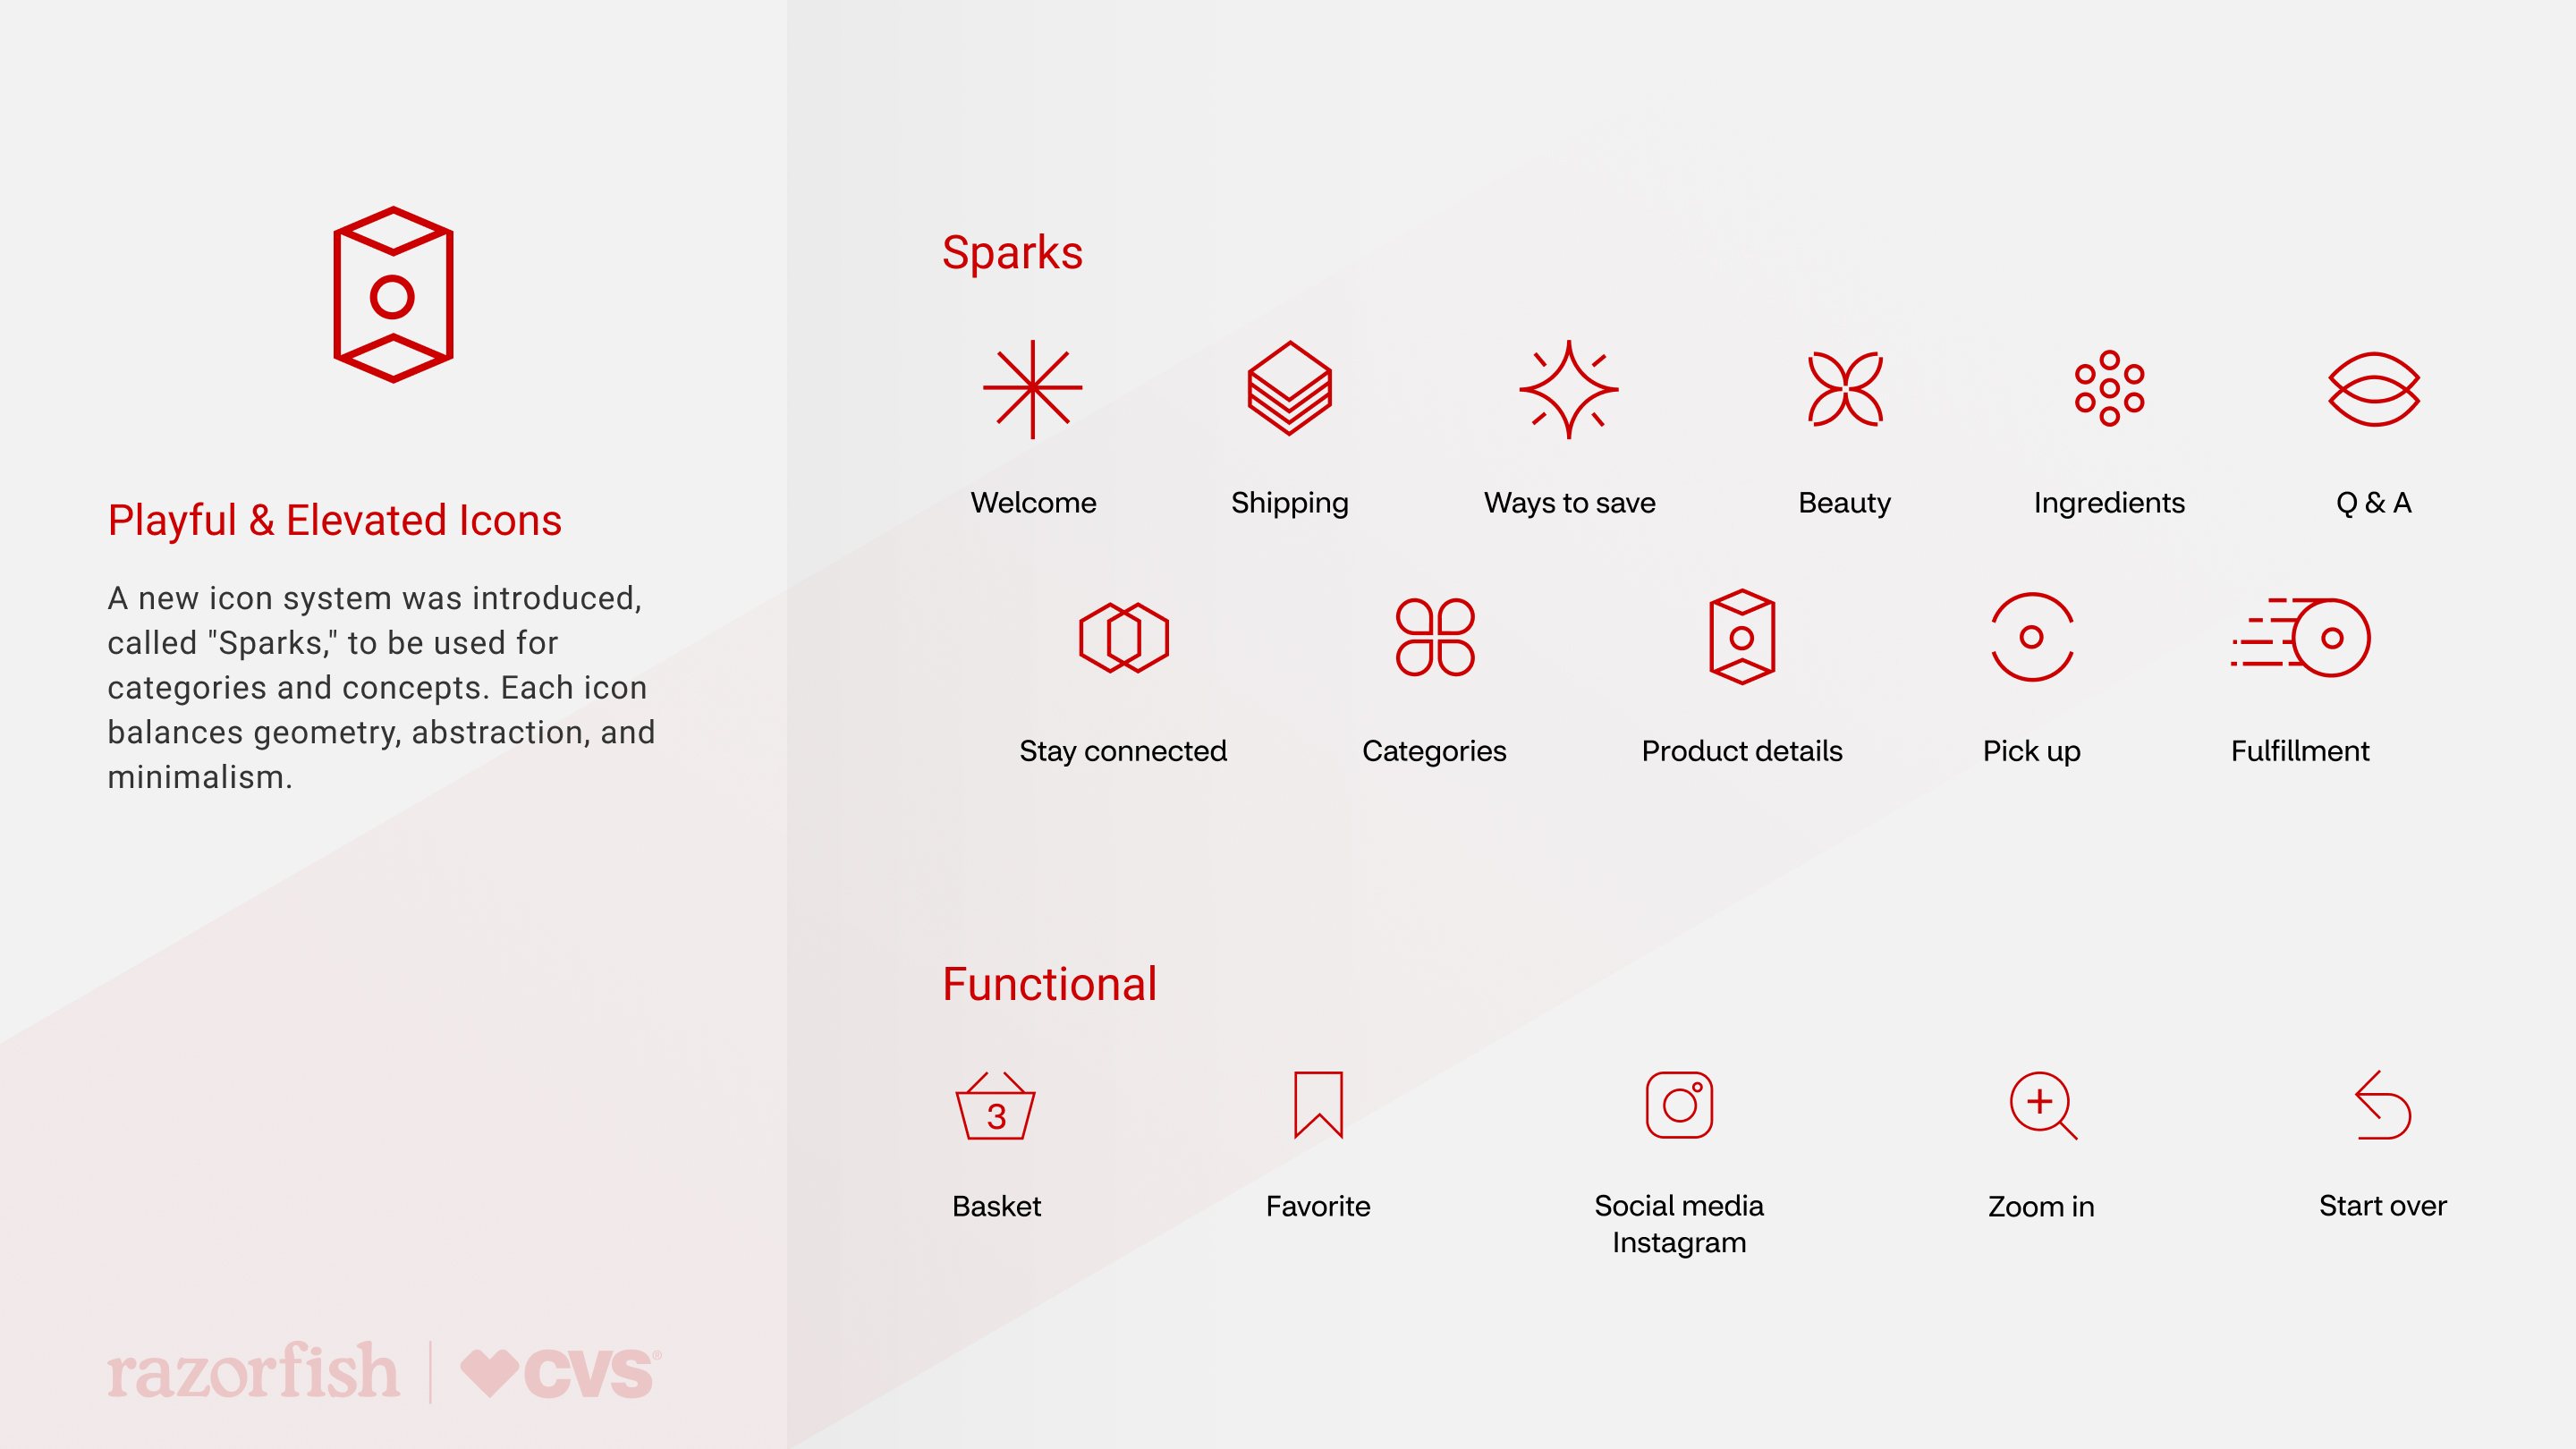 Playful & Elevated Icons
A new icon system was introduced,
called "Sparks," to be used for
categories and concepts. Each icon
balances geometry, abstraction, and
minimalism.
razorfish | CVS®
Sparks
Welcome
Shipping
Ways to save
Beauty
Ingredients
Q & A
Stay connected
Categories
Product details
Pick up
Fulfillment
Functional
3
Basket
Favorite
Social media
Instagram
Zoom in
Start over